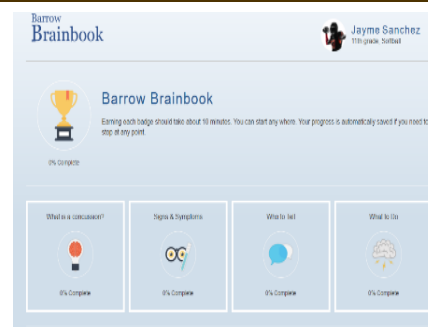 Barrow
Brainbook
Jayme Sanchez
11th grade, Softball
Barrow Brainbook
Earning each badge should take about 10 minutes. You can start any where. Your progress is automatically saved if you need to
stop at any point.
0% Complete
What is a concussion?
Signs & Symptoms
Who to Tell
What to Do
0% Complete
0% Complete
0% Complete
0% Complete